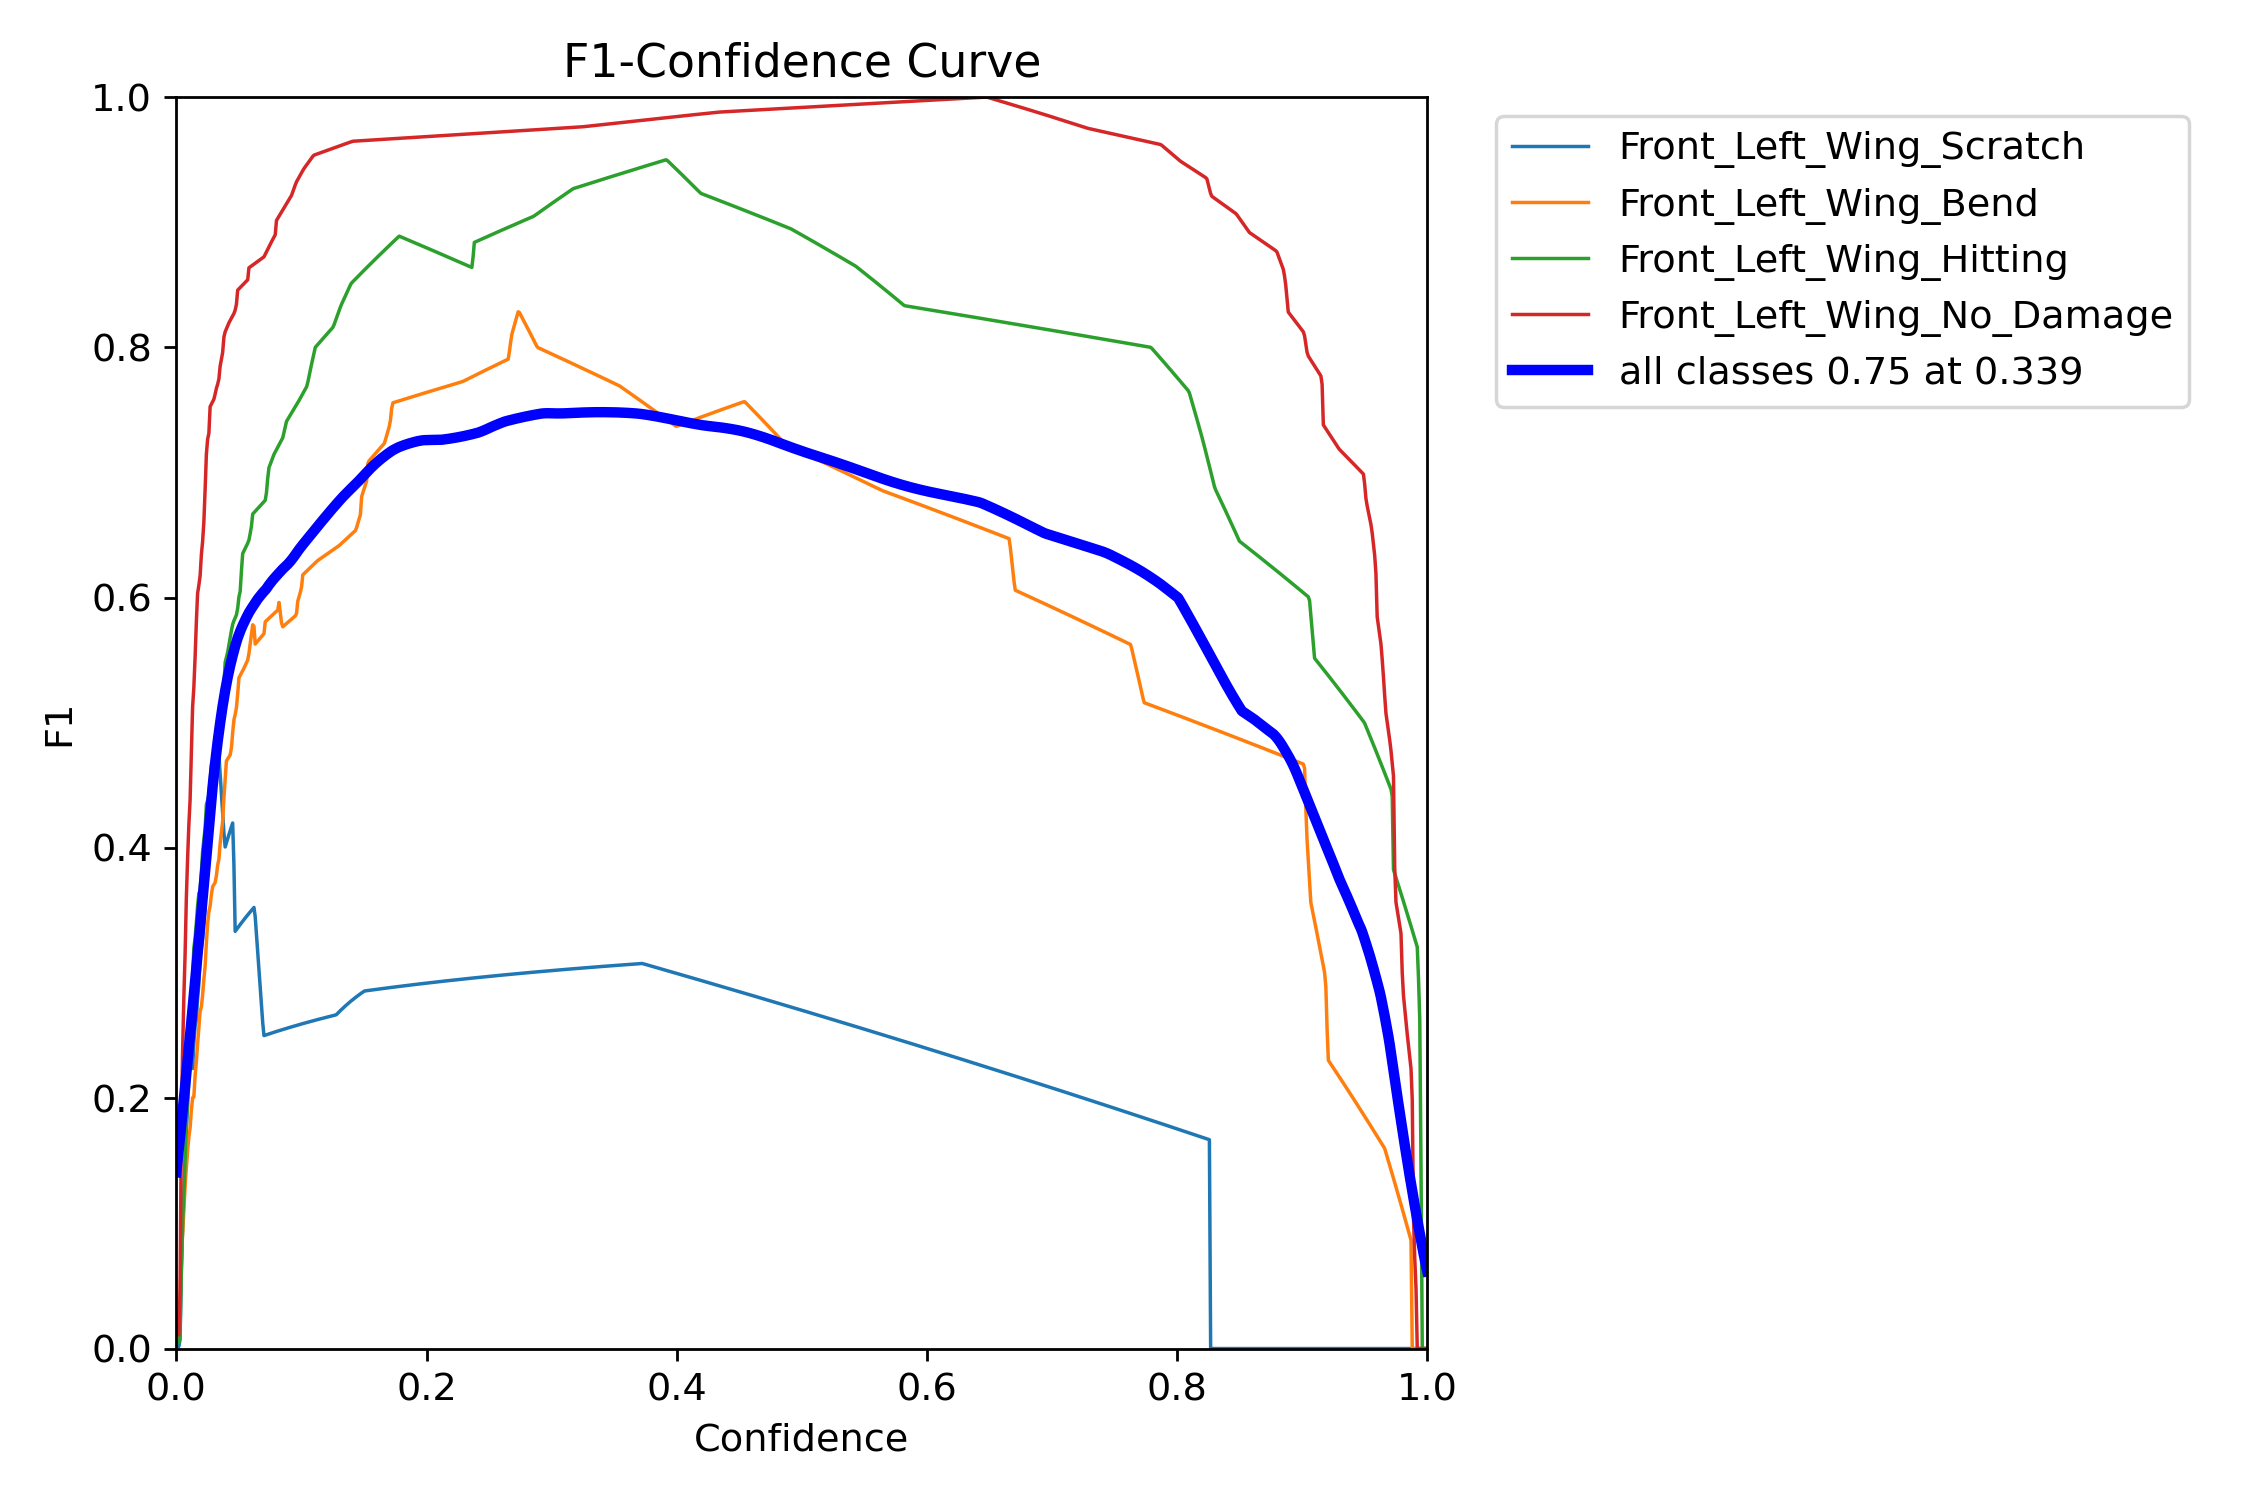 F1-Confidence Curve
1.0
0.8
0.6
0.4
0.2
0.0
F1
0.0 0.2 0.4 0.6 0.8 1.0
Confidence
Front_Left_Wing_Scratch
Front_Left_Wing_Bend
Front_Left_Wing_Hitting
Front_Left_Wing_No_Damage
all classes 0.75 at 0.339